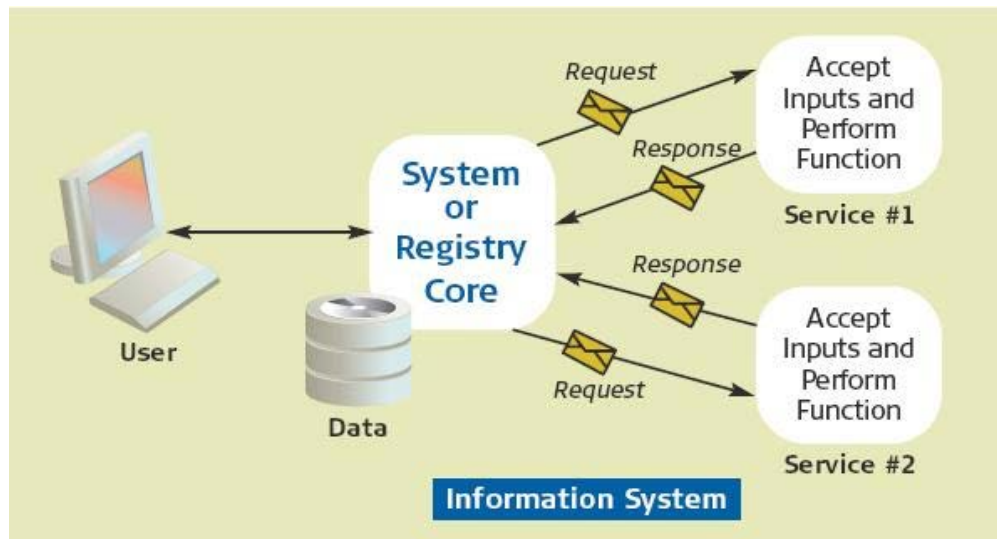 Request
Accept
Inputs and
Perform
Function
Service #1
Response
System
or
Registry
Core
User
Data
Response
Request
Accept
Inputs and
Perform
Function
Service #2
Information System